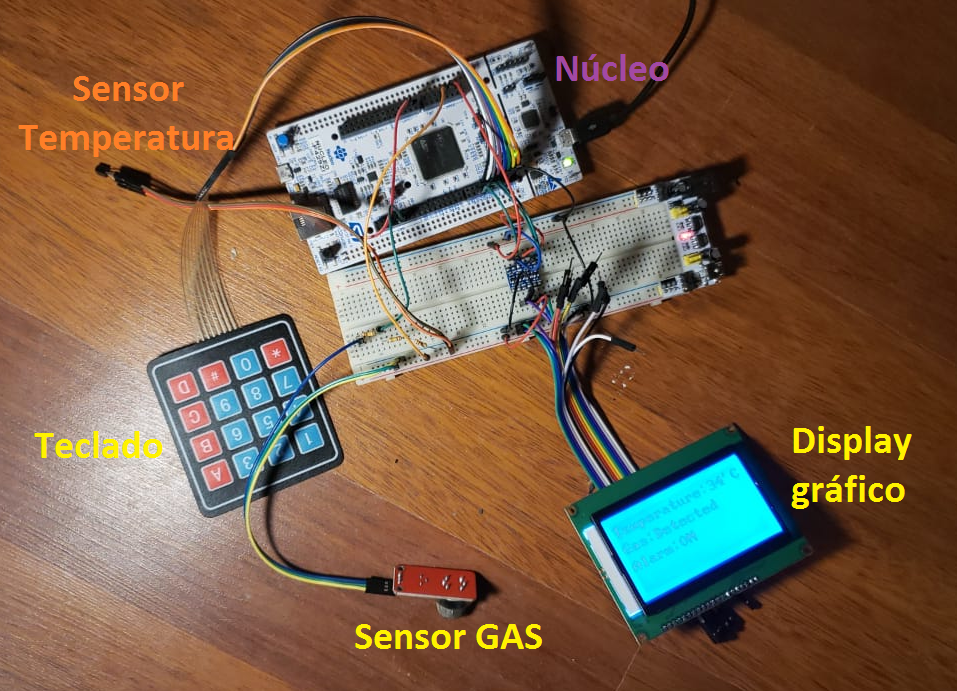 Núcleo
Sensor
Temperatura
Teclado
Display
gráfico
Sensor GAS
D # 0 *
C 9 8 7
B 6 5
A 3 2 1
Temperature:34°C
Gas:Detected
Alarm:ON